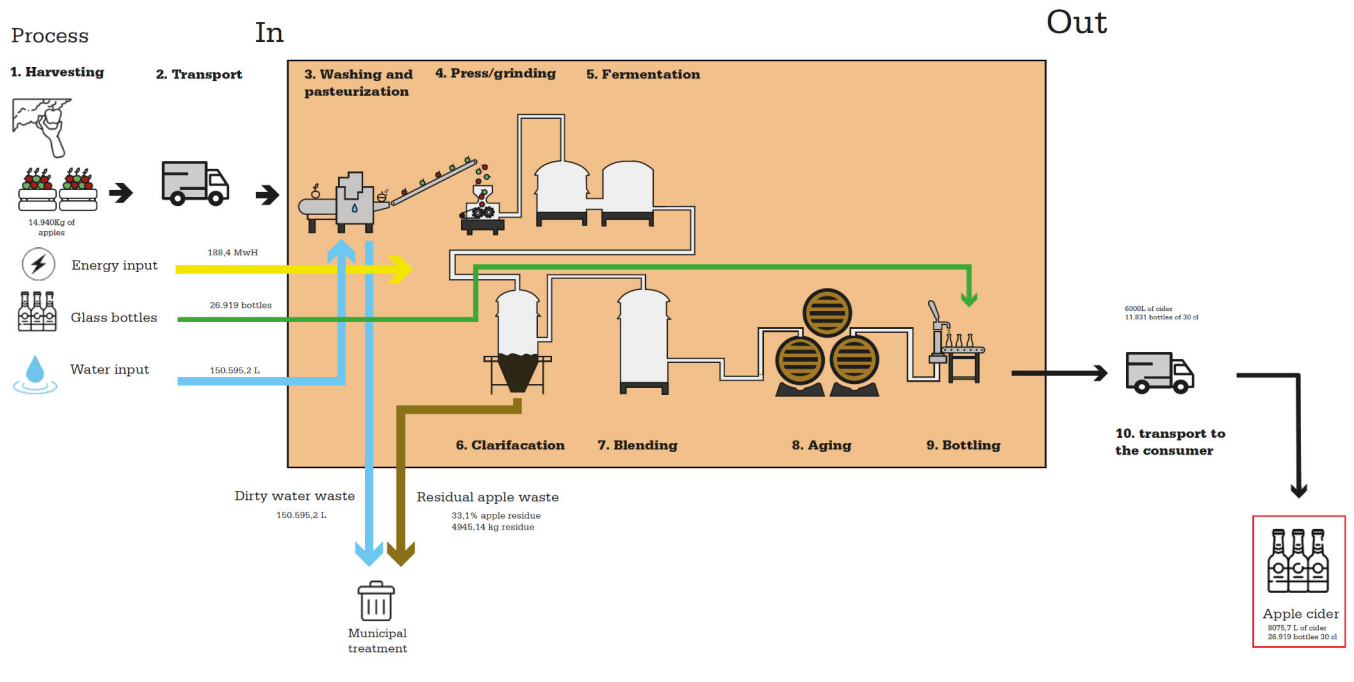 Process
In
Out
1. Harvesting
2. Transport
3. Washing and
pasteurization
4. Press/grinding
5. Fermentation
14.940Kg of
apples
Energy input
188,4 MwH
Glass bottles
26.919 bottles
Water input
150.595,2 L
6. Clarifacation
7. Blending
8. Aging
9. Bottling
6000L of cider
11.831 bottles of 30 cl
10. transport to
the consumer
Dirty water waste
150.595,2 L
Residual apple waste
33,1% apple residue
4945,14 kg residue
Municipal
treatment
Apple cider
8075,7 L of cider
26.919 bottles 30 cl